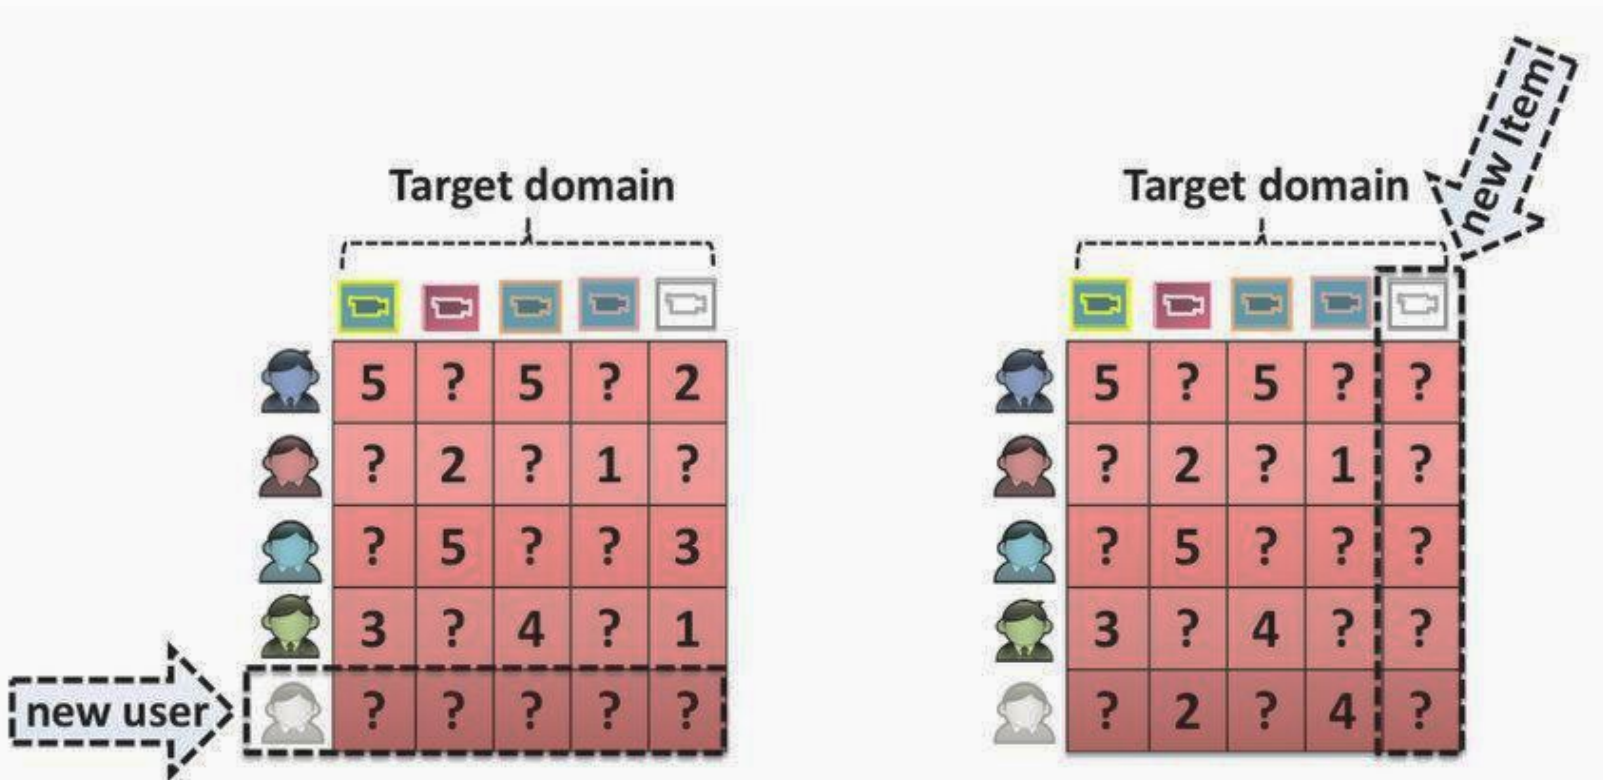 new Item
Target domain
Target domain
5 ? 5 ? 2
? 2 ? 1 ?
? 5 ? ? 3
3 ? 4 ? 1
new user
? ? ? ? ?
5 ? 5 ? ?
? 2 ? 1 ?
? 5 ? ? ?
3 ? 4 ? ?
? 2 ? 4 ?